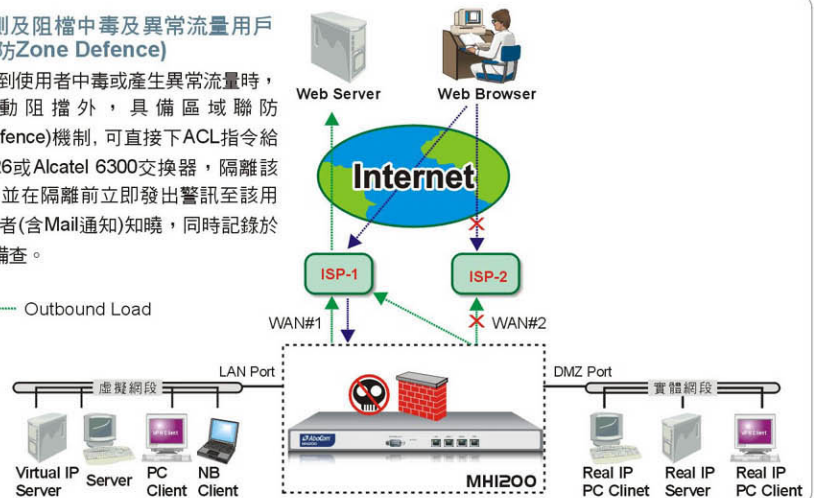 測及阻檔中毒及異常流量用戶
防Zone Defence)
到使用者中毒或產生異常流量時，
動阻擋外，具備區域聯防
fence)機制, 可直接下ACL指令給
26或Alcatel 6300交換器，隔離該
並在隔離前立即發出警訊至該用
者(含Mail通知)知曉，同時記錄於
備查。
Outbound Load
Web Server
Web Browser
Internet
ISP-1
ISP-2
WAN#1
WAN#2
LAN Port
DMZ Port
虛擬網段
實體網段
AboCom
MH1200
Virtual IP
Server
Server
PC
Client
NB
Client
Real IP
PC Clinet
Real IP
Server
Real IP
PC Client